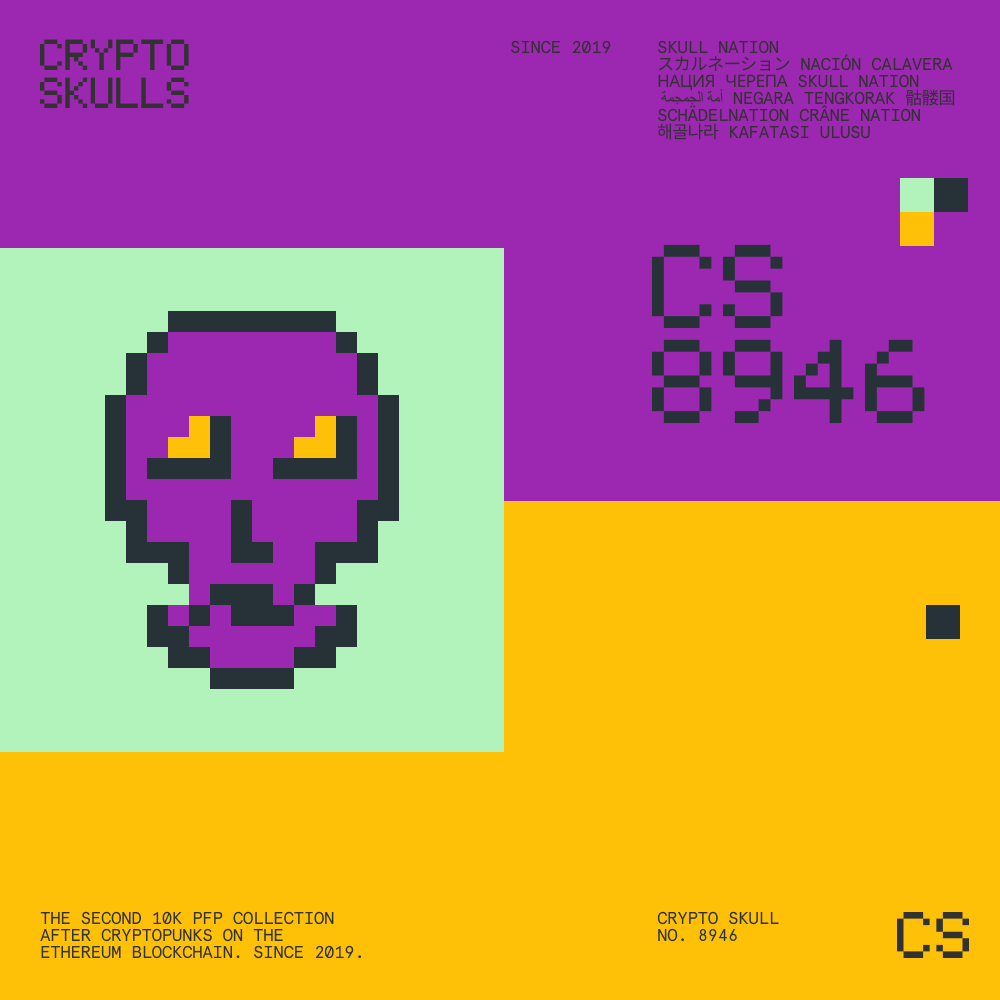 CRYPTO
SKULLS
SINCE 2019
SKULL NATION
スカルネーション NACIÓN CALAVERA
НАЦИЯ ЧЕРЕПА SKULL NATION
أمة الجمجمة NEGARA TENGKORAK 骷髅国
SCHÄDELNATION CRÂNE NATION
해골나라 KAFATASI ULUSU
CS
8946
THE SECOND 10K PFP COLLECTION
AFTER CRYPTOPUNKS ON THE
ETHEREUM BLOCKCHAIN. SINCE 2019.
CRYPTO SKULL
NO. 8946
CS